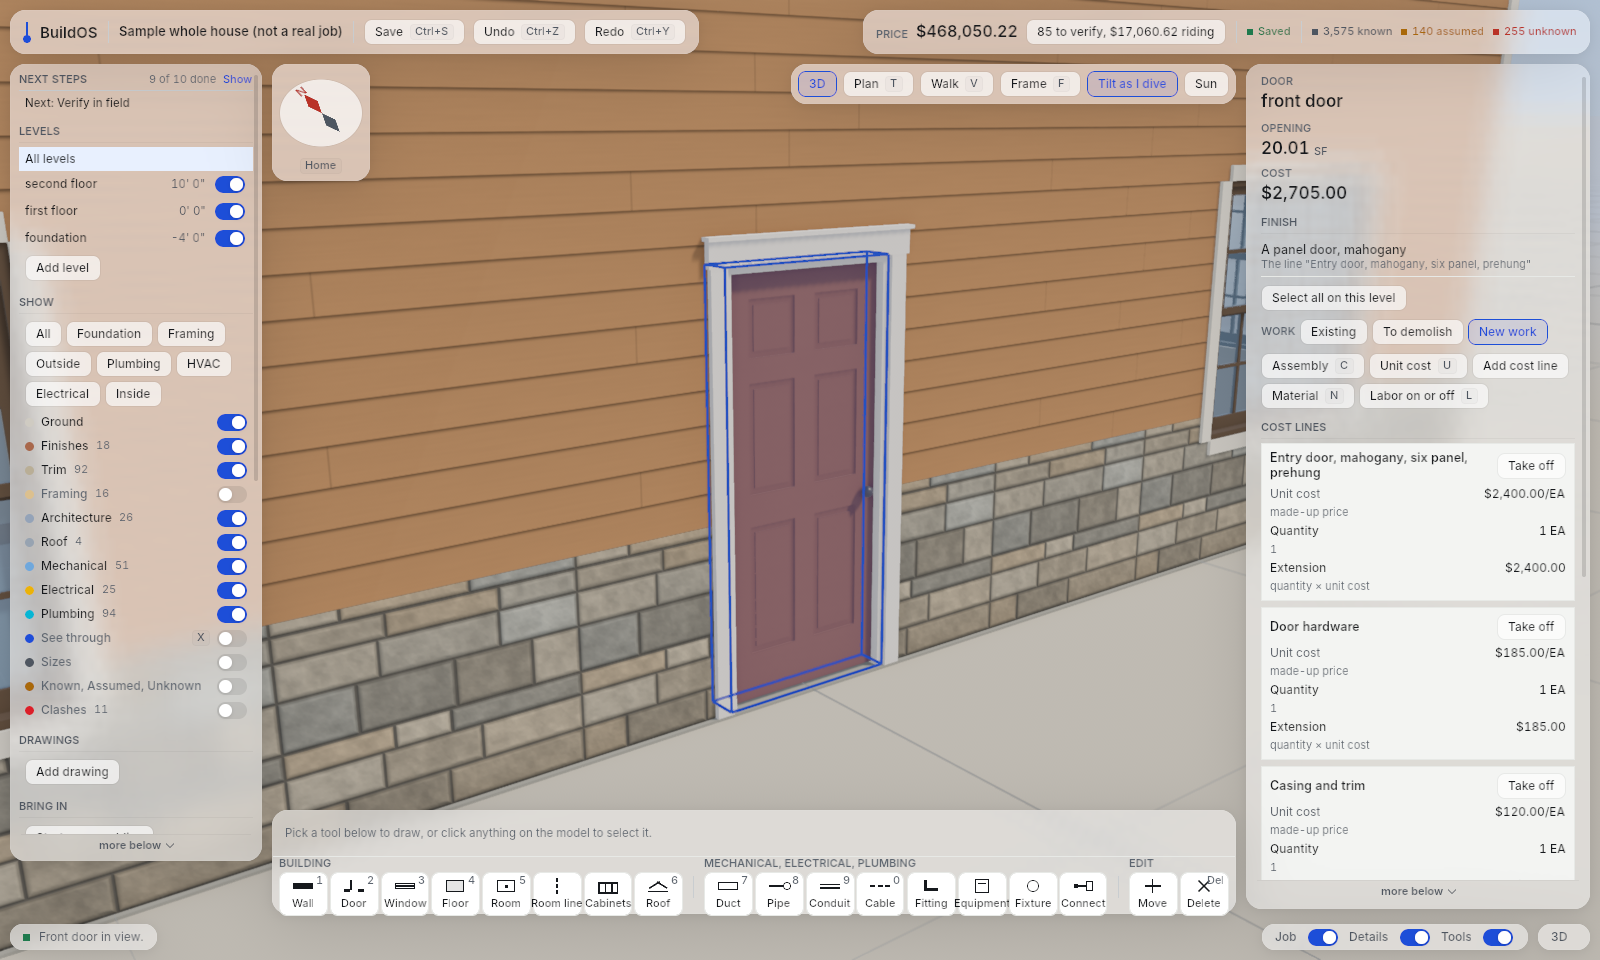 BuildOS
Sample whole house (not a real job)
Save Ctrl+S
Undo Ctrl+Z
Redo Ctrl+Y
PRICE $468,050.22
85 to verify, $17,060.62 riding
Saved
3,575 known
140 assumed
255 unknown
NEXT STEPS 9 of 10 done Show
Next: Verify in field
LEVELS
All levels
second floor 10' 0"
first floor 0' 0"
foundation -4' 0"
Add level
SHOW
All Foundation Framing
Outside Plumbing HVAC
Electrical Inside
Ground
Finishes 18
Trim 92
Framing 16
Architecture 26
Roof 4
Mechanical 51
Electrical 25
Plumbing 94
See through X
Sizes
Known, Assumed, Unknown
Clashes 11
DRAWINGS
Add drawing
BRING IN
more below
N
Home
3D
Plan T
Walk V
Frame F
Tilt as I dive
Sun
DOOR
front door
OPENING
20.01 SF
COST
$2,705.00
FINISH
A panel door, mahogany
The line "Entry door, mahogany, six panel, prehung"
Select all on this level
WORK Existing To demolish New work
Assembly C Unit cost U Add cost line
Material N Labor on or off L
COST LINES
Entry door, mahogany, six panel,
prehung
Take off
Unit cost $2,400.00/EA
made-up price
Quantity 1 EA
1
Extension $2,400.00
quantity × unit cost
Door hardware Take off
Unit cost $185.00/EA
made-up price
Quantity 1 EA
1
Extension $185.00
quantity × unit cost
Casing and trim Take off
Unit cost $120.00/EA
made-up price
Quantity 1 EA
1
more below
Pick a tool below to draw, or click anything on the model to select it.
BUILDING
1 Wall
2 Door
3 Window
4 Floor
5 Room
Room line
Cabinets
6 Roof
MECHANICAL, ELECTRICAL, PLUMBING
7 Duct
8 Pipe
9 Conduit
0 Cable
Fitting
Equipment
Fixture
Connect
EDIT
Move
Del Delete
Front door in view.
Job Details Tools 3D